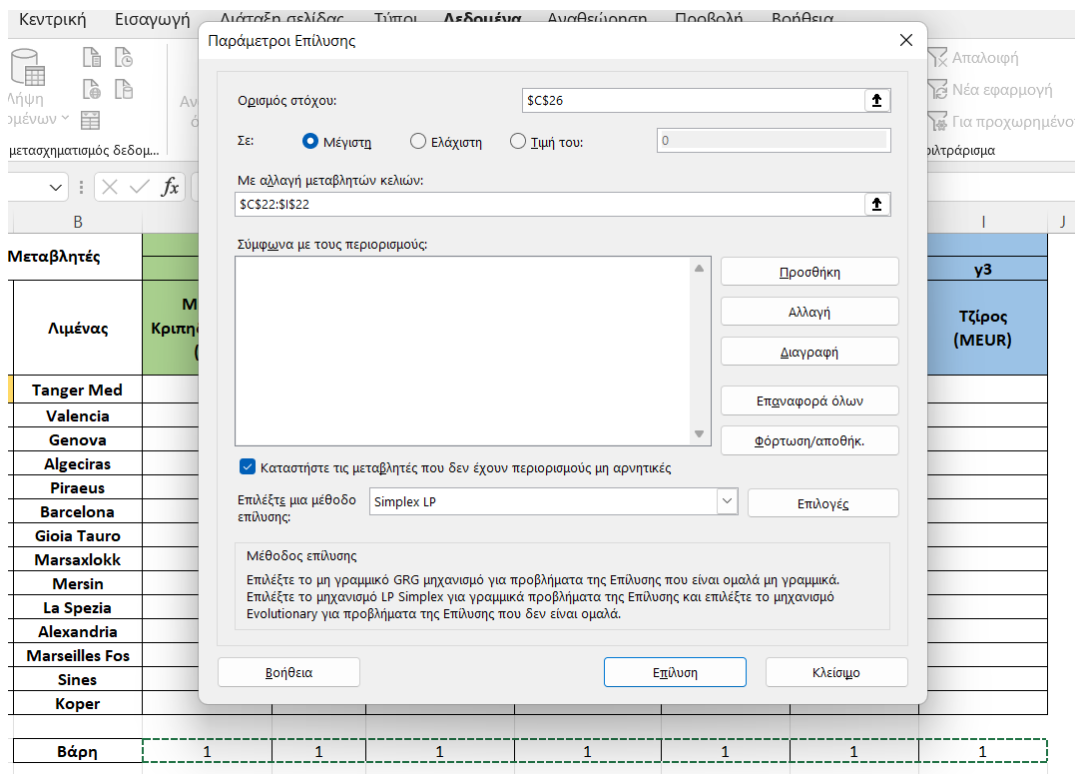 Κεντρική Εισαγωγή Διάταξη σελίδας Τύποι Δεδομένα Αναθεώρηση Προβολή Βοήθεια
Παράμετροι Επίλυσης
Απαλοιφή
Νέα εφαρμογή
Για προχωρημένο
μετασχηματισμός δεδομ...
Ορισμός στόχου: $C$26
Σε: Μέγιστη Ελάχιστη Τιμή του: 0
Με αλλαγή μεταβλητών κελιών:
$C$22:$I$22
fx
B I J
Σύμφωνα με τους περιορισμούς:
Μεταβλητές
y3
Προσθήκη
Αλλαγή
Διαγραφή
Επαναφορά όλων
Φόρτωση/αποθήκ.
Λιμένας
Τζίρος
(MEUR)
Tanger Med
Valencia
Genova
Algeciras
Piraeus
Barcelona
Gioia Tauro
Marsaxlokk
Mersin
La Spezia
Alexandria
Marseilles Fos
Sines
Koper
Καταστήστε τις μεταβλητές που δεν έχουν περιορισμούς μη αρνητικές
Επιλέξτε μια μέθοδο
επίλυσης:
Simplex LP
Επιλογές
Μέθοδος επίλυσης
Επιλέξτε το μη γραμμικό GRG μηχανισμό για προβλήματα της Επίλυσης που είναι ομαλά μη γραμμικά.
Επιλέξτε το μηχανισμό LP Simplex για γραμμικά προβλήματα της Επίλυσης και επιλέξτε το μηχανισμό
Evolutionary για προβλήματα της Επίλυσης που δεν είναι ομαλά.
Βοήθεια Επίλυση Κλείσιμο
Βάρη 1 1 1 1 1 1 1